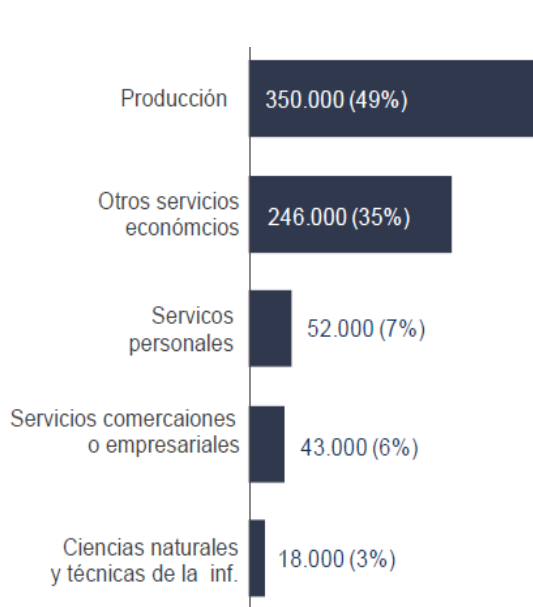 Producción
350.000 (49%)
Otros servicios
económcios
246.000 (35%)
Servicos
personales
52.000 (7%)
Servicios comercaiones
o empresariales
43.000 (6%)
Ciencias naturales
y técnicas de la inf.
18.000 (3%)